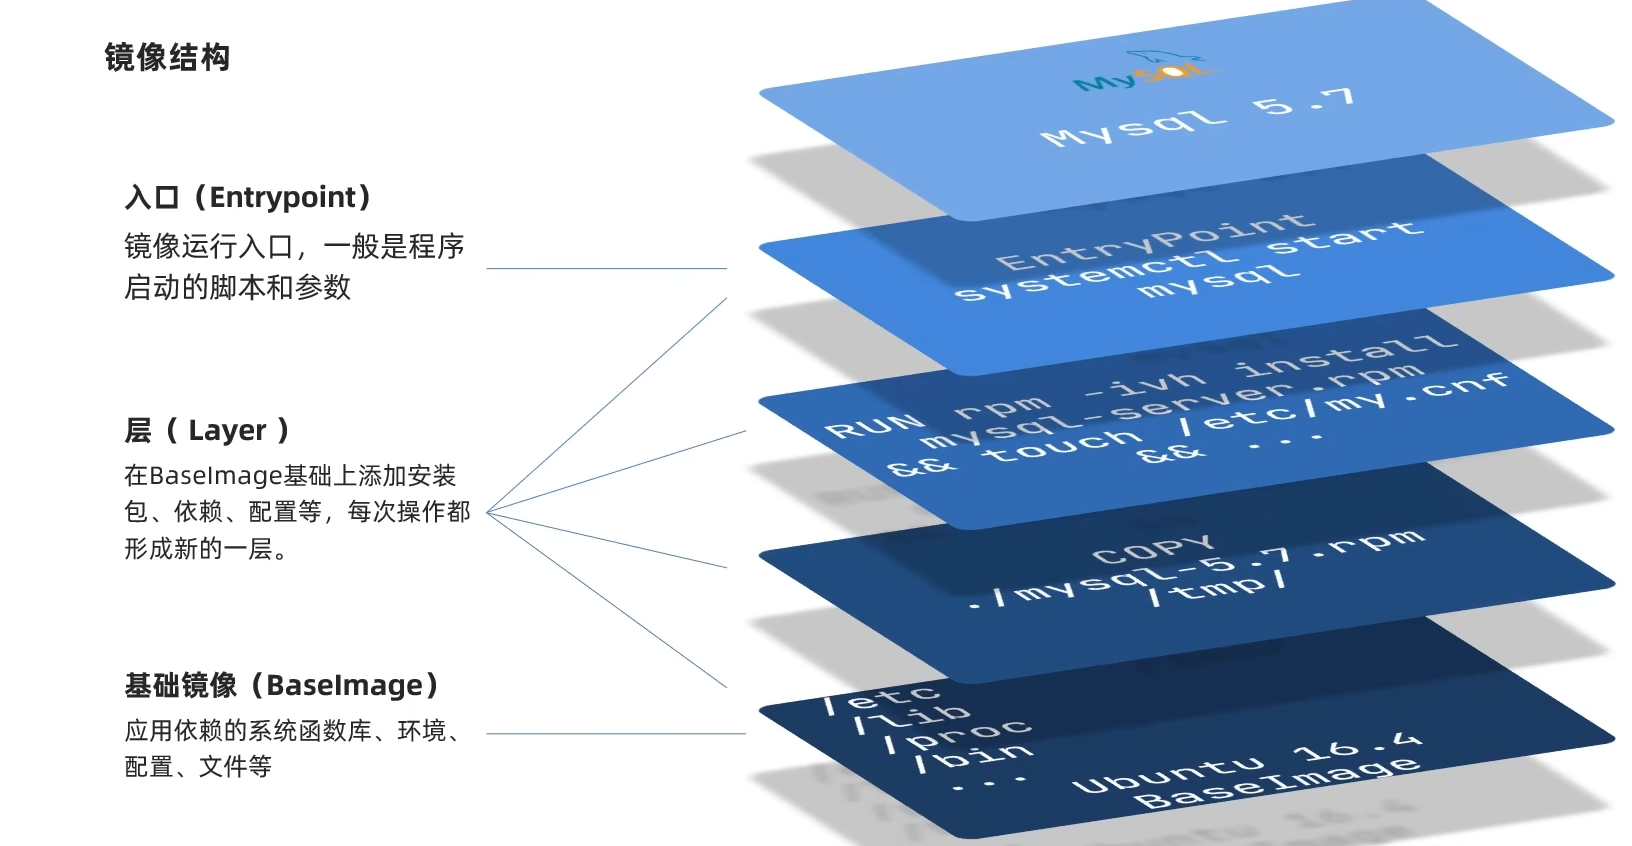 镜像结构
入口（Entrypoint）
镜像运行入口，一般是程序
启动的脚本和参数
层（ Layer ）
在BaseImage基础上添加安装
包、依赖、配置等，每次操作都
形成新的一层。
基础镜像（BaseImage）
应用依赖的系统函数库、环境、
配置、文件等
MySQL
Mysql 5.7
EntryPoint
systemctl start
mysql
RUN rpm -ivh install
mysql-server.rpm
&& touch /etc/my.cnf
&& ...
COPY
./mysql-5.7.rpm
/tmp/
/etc
/lib
/proc
/bin
...
Ubuntu 16.4
BaseImage